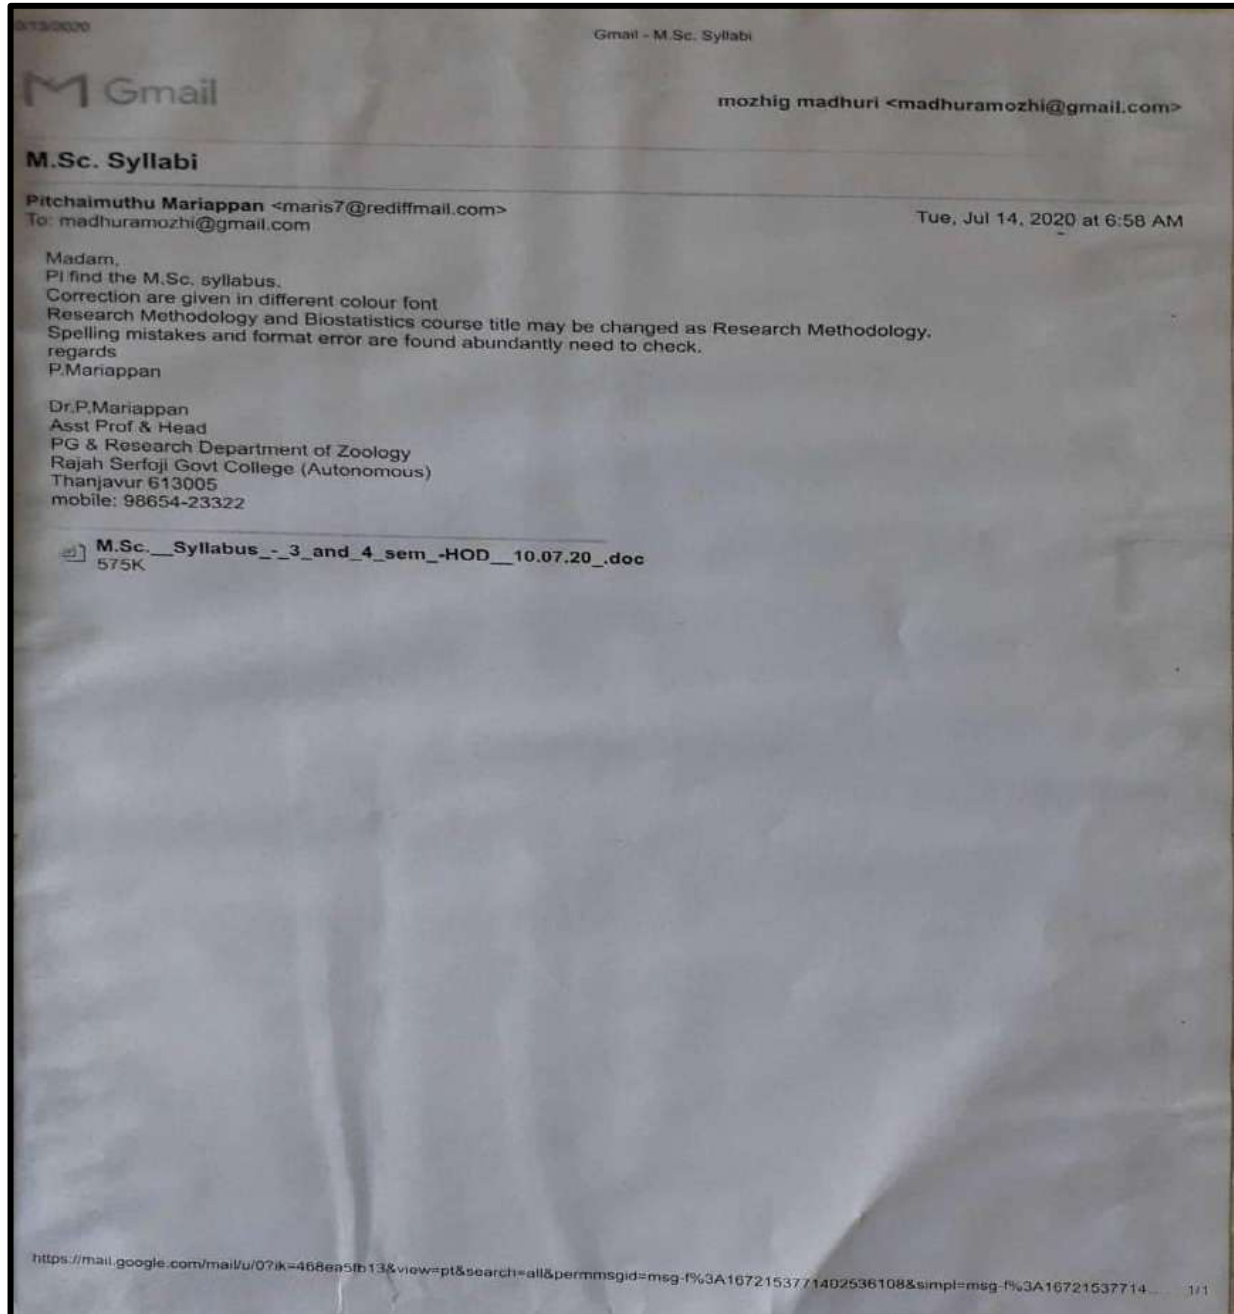 Gmail - M.Sc. Syllabi
M Gmail
mozhig madhuri <madhuramozhi@gmail.com>
M.Sc. Syllabi
Pitchaimuthu Mariappan <maris7@rediffmail.com>
To: madhuramozhi@gmail.com
Tue, Jul 14, 2020 at 6:58 AM
Madam,
Pl find the M.Sc. syllabus.
Correction are given in different colour font
Research Methodology and Biostatistics course title may be changed as Research Methodology.
Spelling mistakes and format error are found abundantly need to check.
regards
P.Mariappan
Dr.P.Mariappan
Asst Prof & Head
PG & Research Department of Zoology
Rajah Serfoji Govt College (Autonomous)
Thanjavur 613005
mobile: 98654-23322
M.Sc.__Syllabus_-_3_and_4_sem_-HOD__10.07.20_.doc
575K
https://mail.google.com/mail/u/0?ik=468ea5fb13&view=pt&search=all&permmsgid=msg-f%3A1672153771402536108&simpl=msg-f%3A16721537714... 1/1